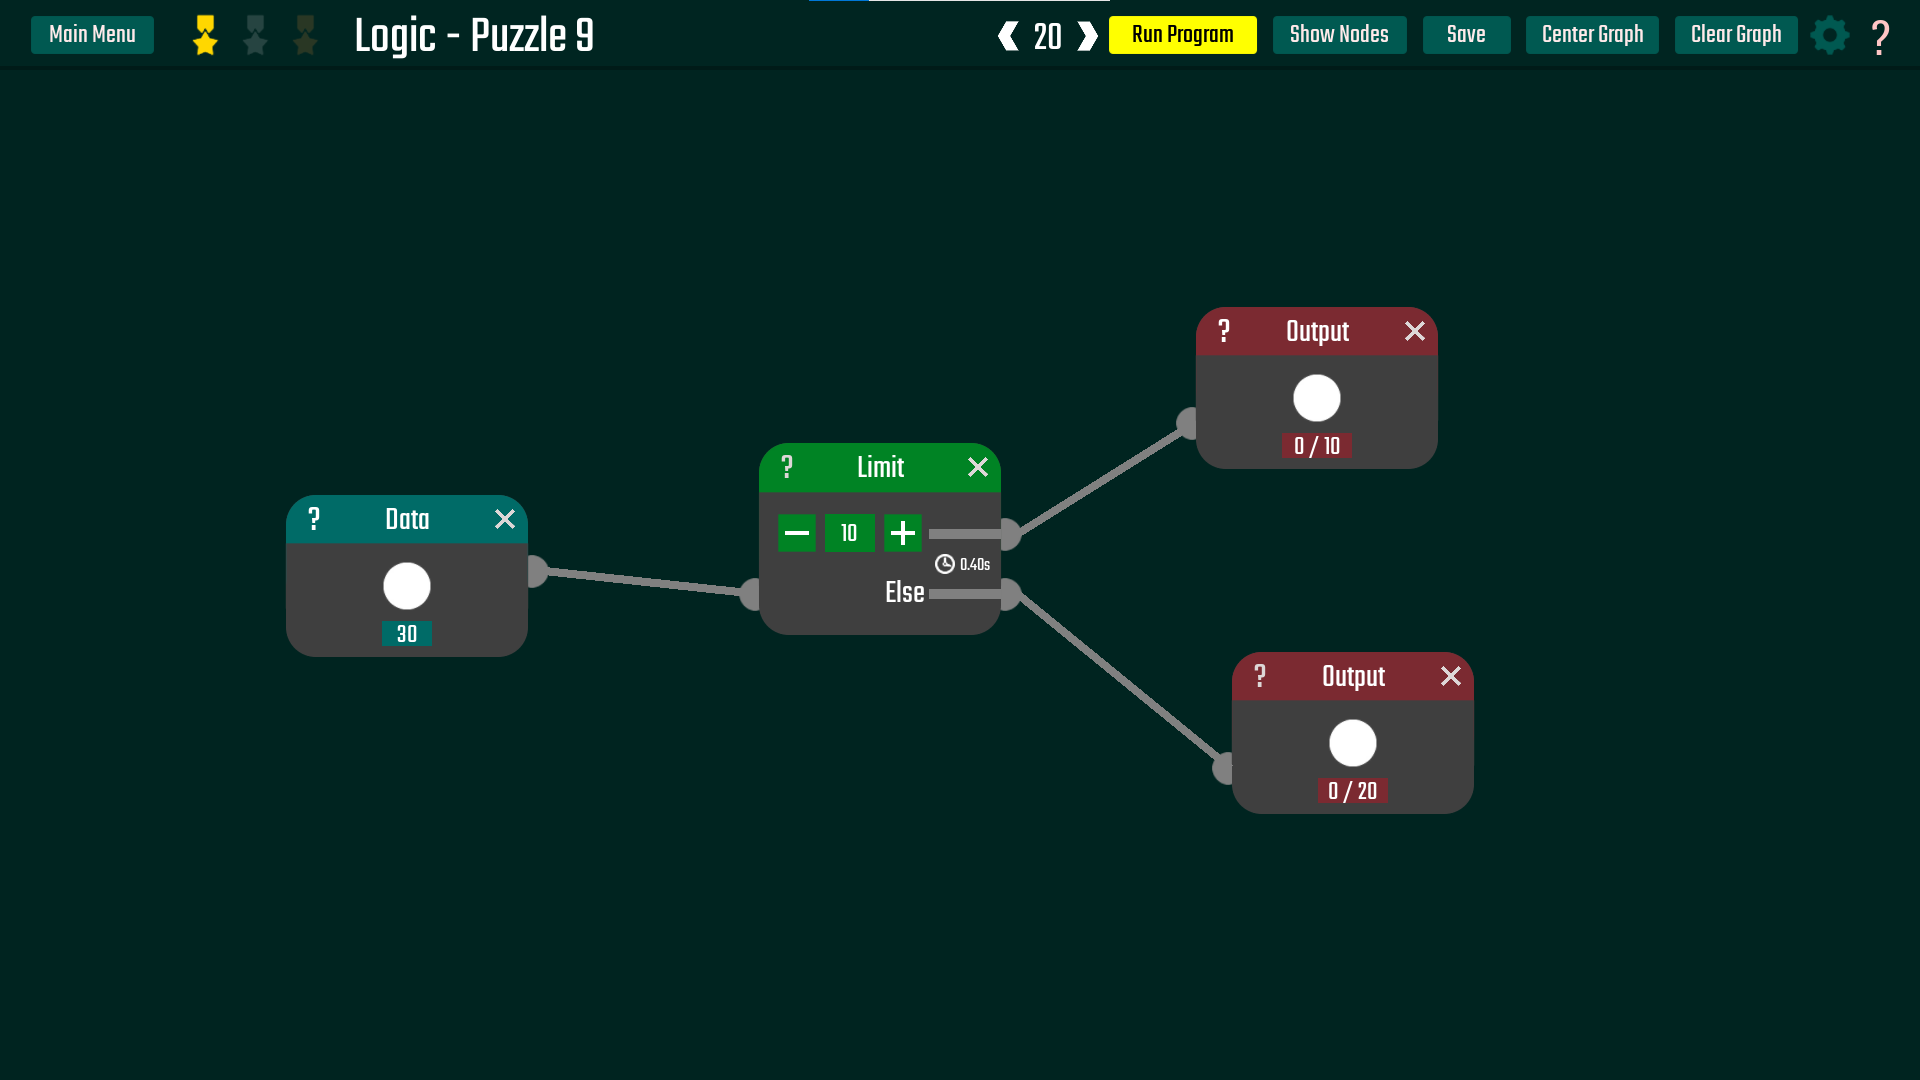 Main Menu
Logic - Puzzle 9
20
Run Program
Show Nodes
Save
Center Graph
Clear Graph
?
? Output
0 / 10
? Limit
10
0.40s
Else
? Data
30
? Output
0 / 20